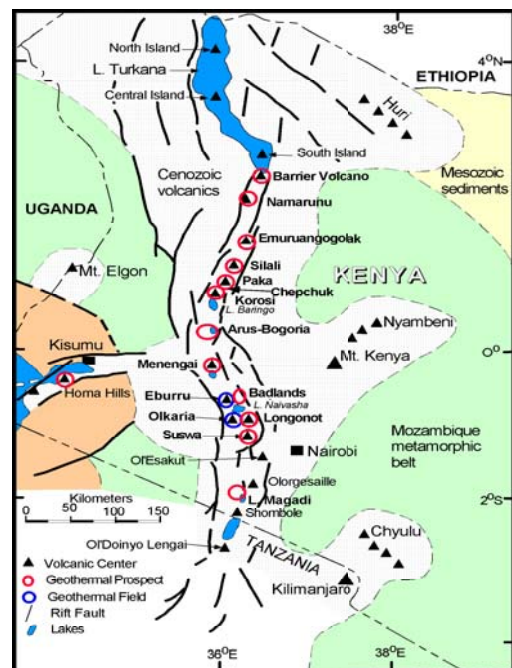 38°E
North Island
4°N
L. Turkana
ETHIOPIA
Central Island
Huri
South Island
Mesozoic
sediments
Cenozoic
volcanics
Barrier Volcano
Namarunu
UGANDA
Emuruangogolak
Silali
Mt. Elgon
Paka
KENYA
Chepchuk
Korosi
L. Baringo
Nyambeni
Arus-Bogoria
Kisumu
0°
Menengai
Mt. Kenya
Homa Hills
Eburru
Badlands
L. Naivasha
Olkaria
Longonot
Mozambique
metamorphic
belt
Suswa
Nairobi
Ol'Esakut
Olorgesaille
Kilometers
0 50 100 150
L. Magadi
2°S
Shombole
Chyulu
Ol'Doinyo Lengai
TANZANIA
Volcanic Center
Geothermal Prospect
Kilimanjaro
Geothermal Field
Rift Fault
Lakes
36°E
38°E